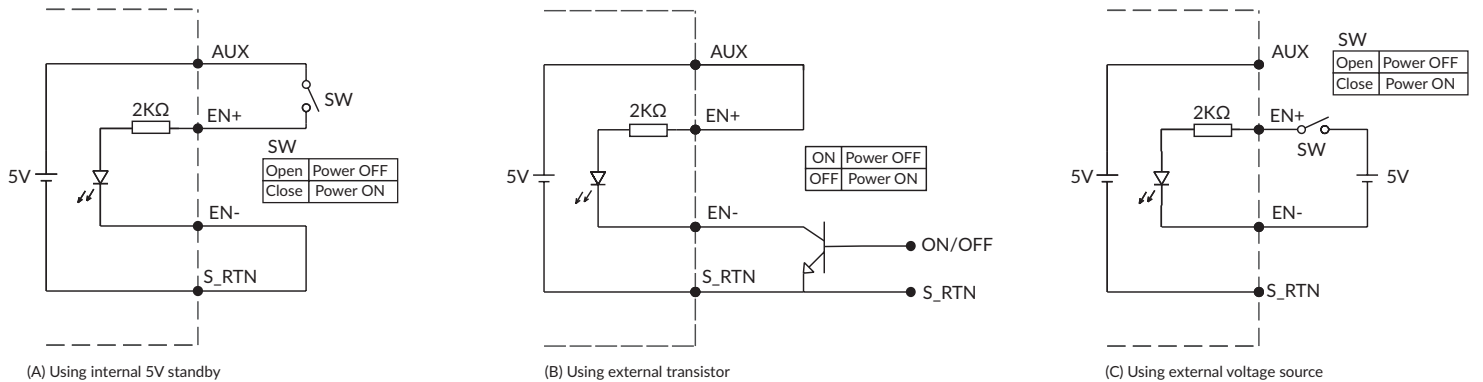 AUX
SW
2KΩ
EN+
SW
Open Power OFF
Close Power ON
5V
EN-
S_RTN
(A) Using internal 5V standby
AUX
2KΩ
EN+
ON Power OFF
OFF Power ON
5V
EN-
ON/OFF
S_RTN
S_RTN
(B) Using external transistor
SW
Open Power OFF
Close Power ON
AUX
2KΩ
EN+
SW
5V
5V
EN-
S_RTN
(C) Using external voltage source